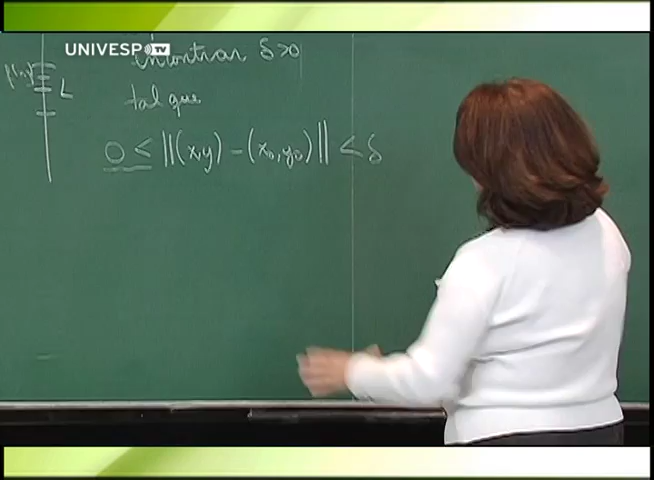 UNIVESP TV
encontrar δ>0
L
tal que
0 ≤ ||(x,y) - (x₀,y₀)|| < δ